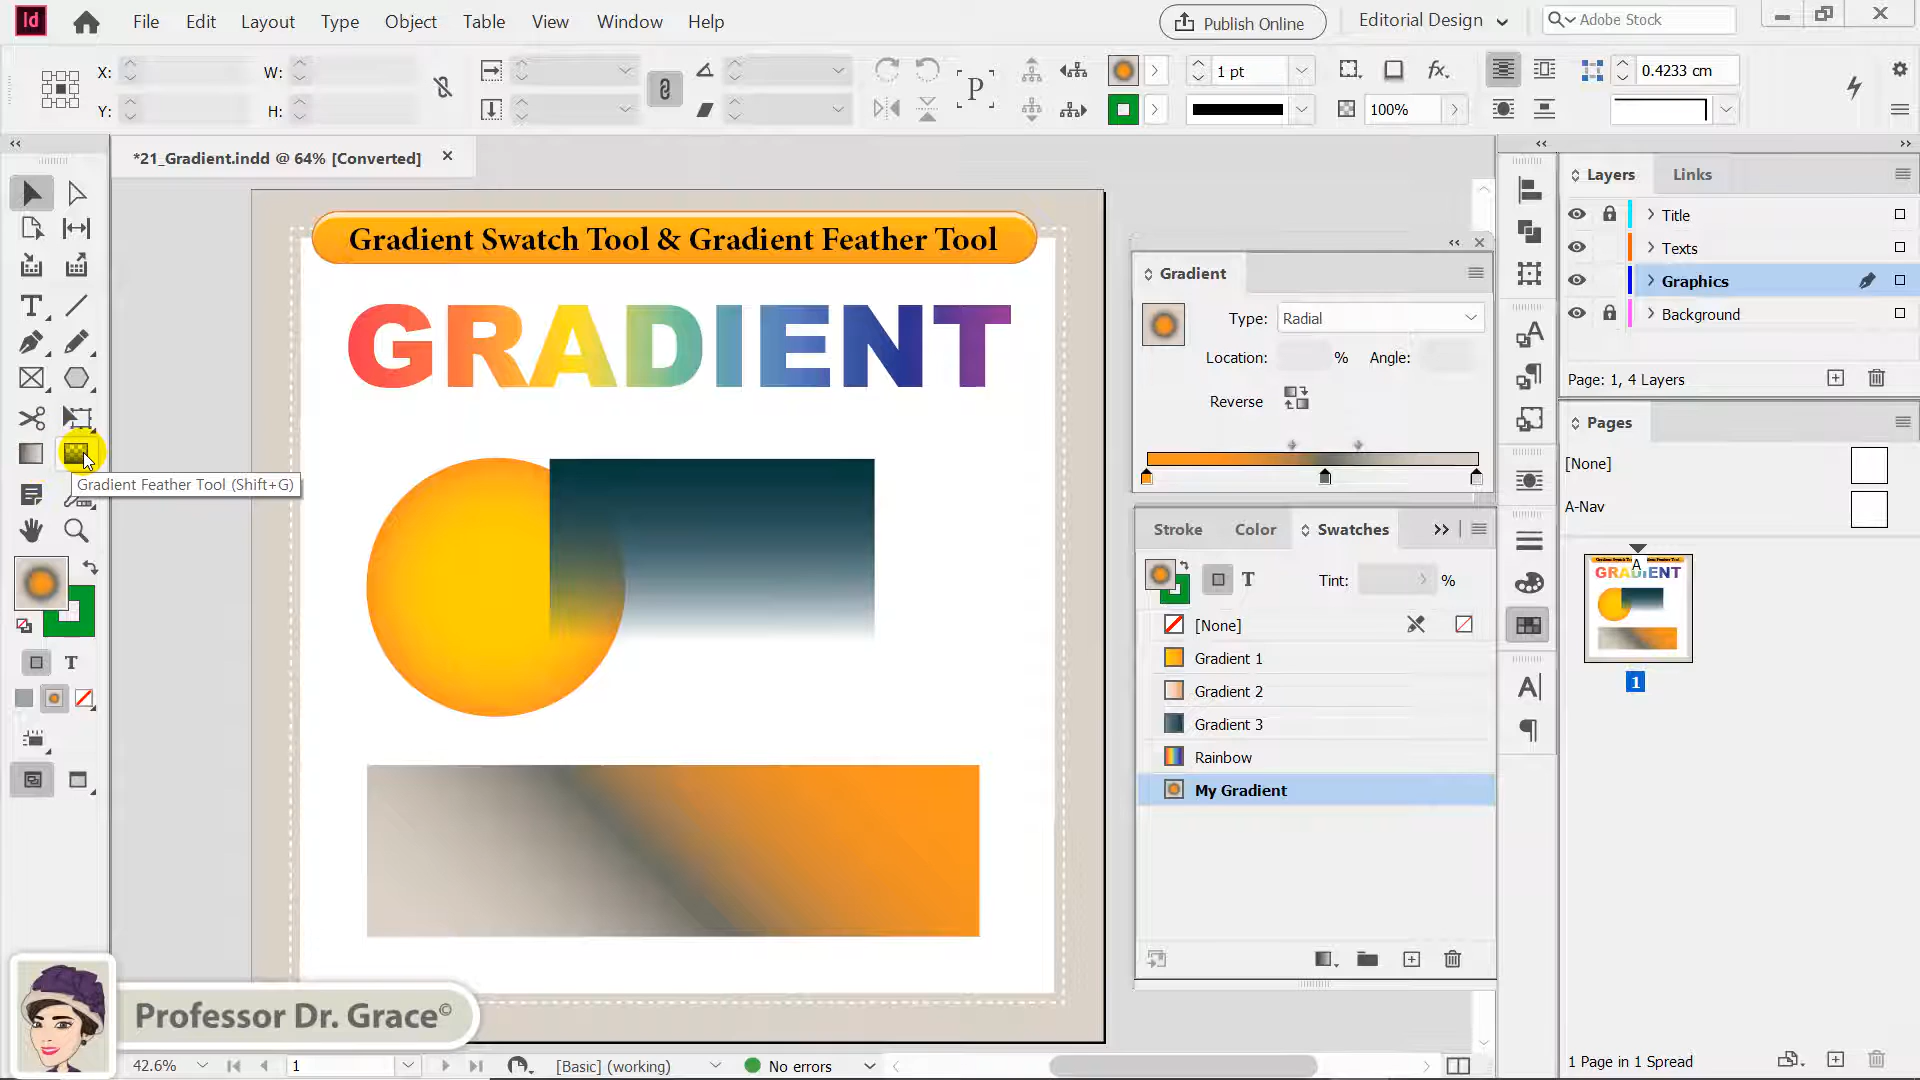 Id
File Edit Layout Table Type Object View Window Help
Publish Online
Editorial Design
Adobe Stock
X: W:
Y: H:
P
1 pt
fx.
0.4233 cm
100%
*21_Gradient.indd @ 64% [Converted]
Gradient Swatch Tool & Gradient Feather Tool
GRADIENT
Gradient Feather Tool (Shift+G)
T
T
Gradient
Type: Radial
Location: % Angle:
Reverse
Stroke Color Swatches
T
Tint: %
[None]
Gradient 1
Gradient 2
Gradient 3
Rainbow
My Gradient
Layers Links
Title
Texts
Graphics
Background
Page: 1, 4 Layers
Pages
[None]
A-Nav
A
GRADIENT
1
1 Page in 1 Spread
Professor Dr. Grace©
42.6%
1
[Basic] (working)
No errors